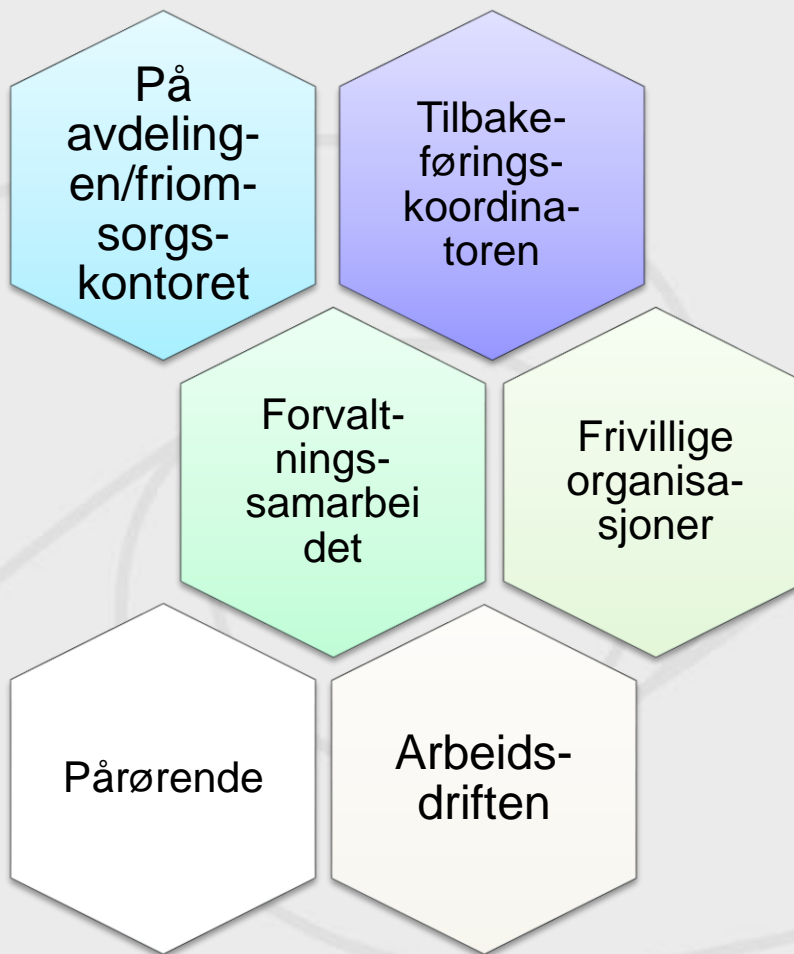 På
avdeling-
en/friom-
sorgs-
kontoret
Tilbake-
førings-
koordina-
toren
Forvalt-
nings-
samarbei
det
Frivillige
organisa-
sjoner
Pårørende
Arbeids-
driften